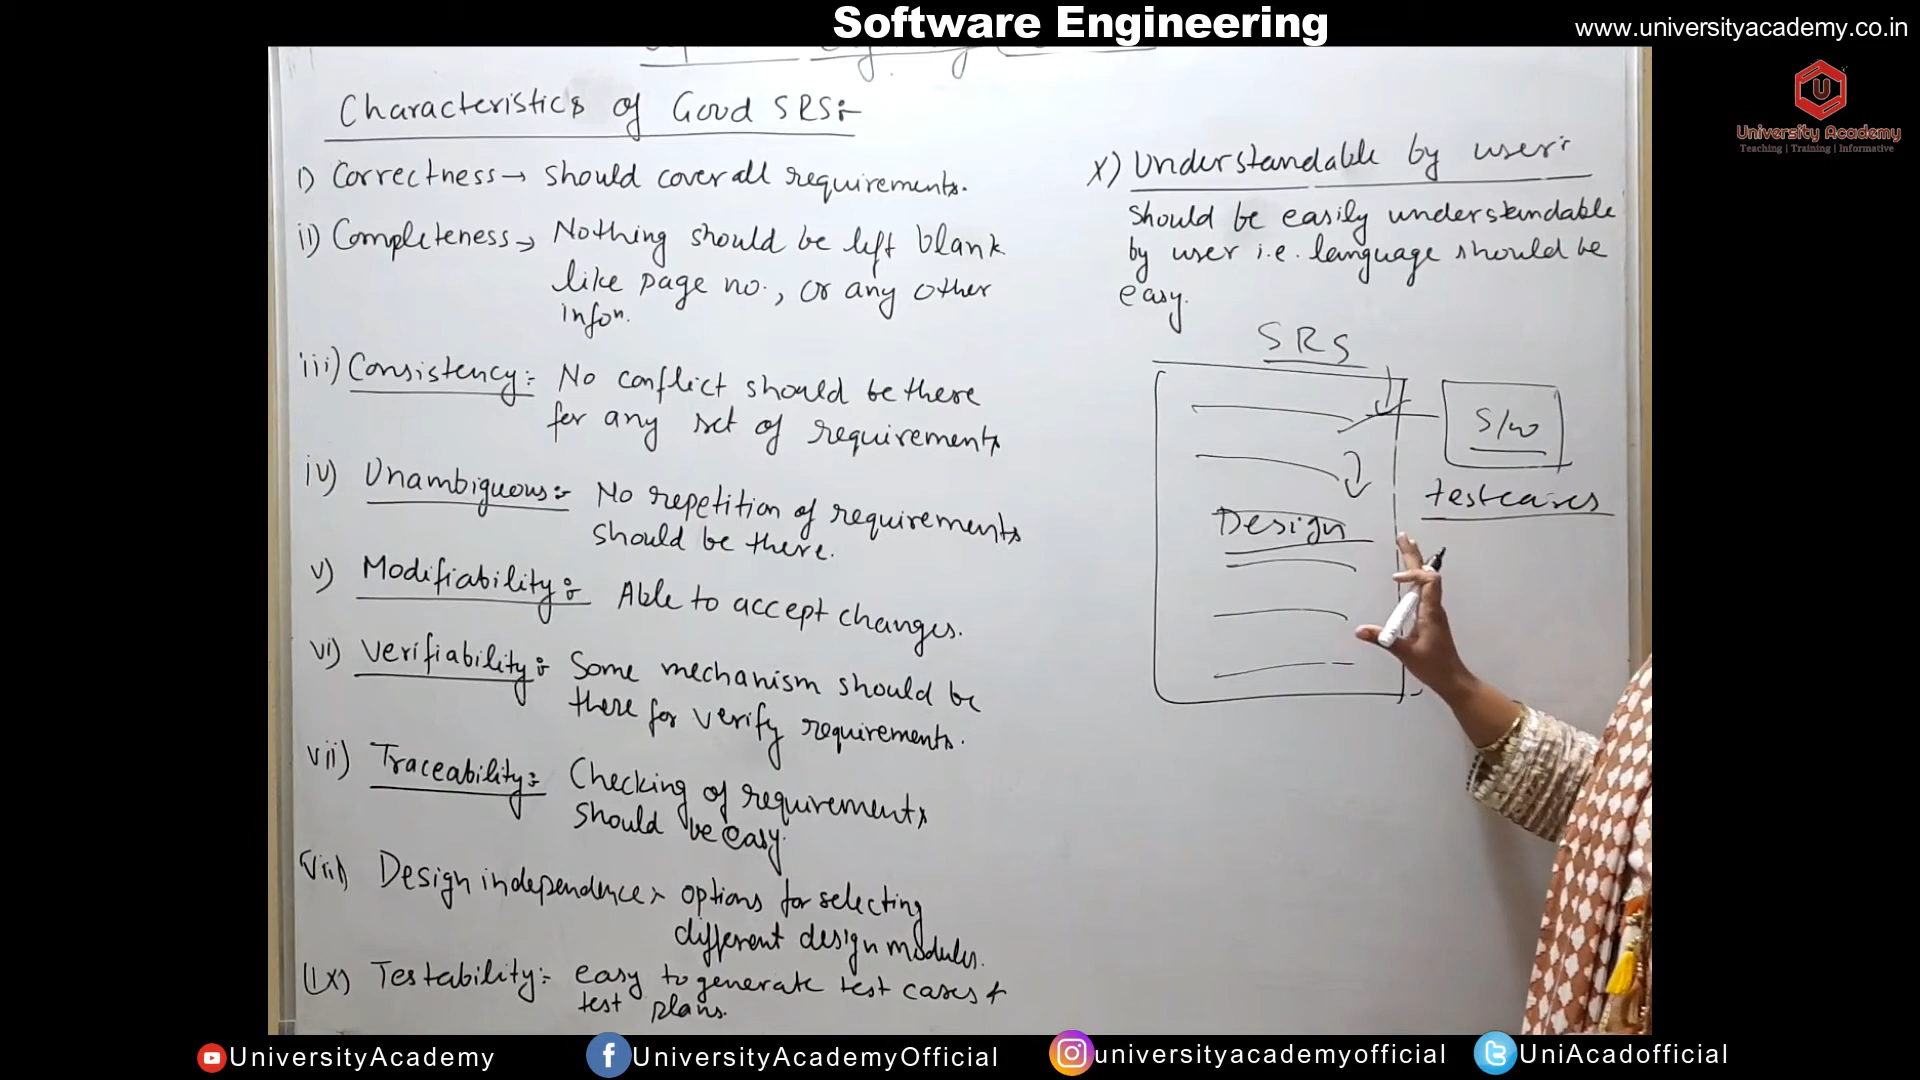 Software Engineering
www.universityacademy.co.in
U
University Academy
Teaching | Training | Informative
Characteristics of Good SRS:-
i) Correctness → should cover all requirements.
ii) Completeness → Nothing should be left blank
like page no., or any other
infoⁿ.
iii) Consistency:- No conflict should be there
for any set of requirements
iv) Unambiguous:- No repetition of requirements
should be there.
v) Modifiability:- Able to accept changes.
vi) Verifiability:- Some mechanism should be
there for verify requirements.
vii) Traceability:- Checking of requirements
should be easy.
viii) Design independence:- options for selecting
different design modules.
(ix) Testability:- easy to generate test cases &
test plans.
x) Understandable by user:-
Should be easily understandable
by user i.e. language should be
easy.
SRS
S/w
testcases
Design
UniversityAcademy
UniversityAcademyOfficial
universityacademyofficial
UniAcadofficial